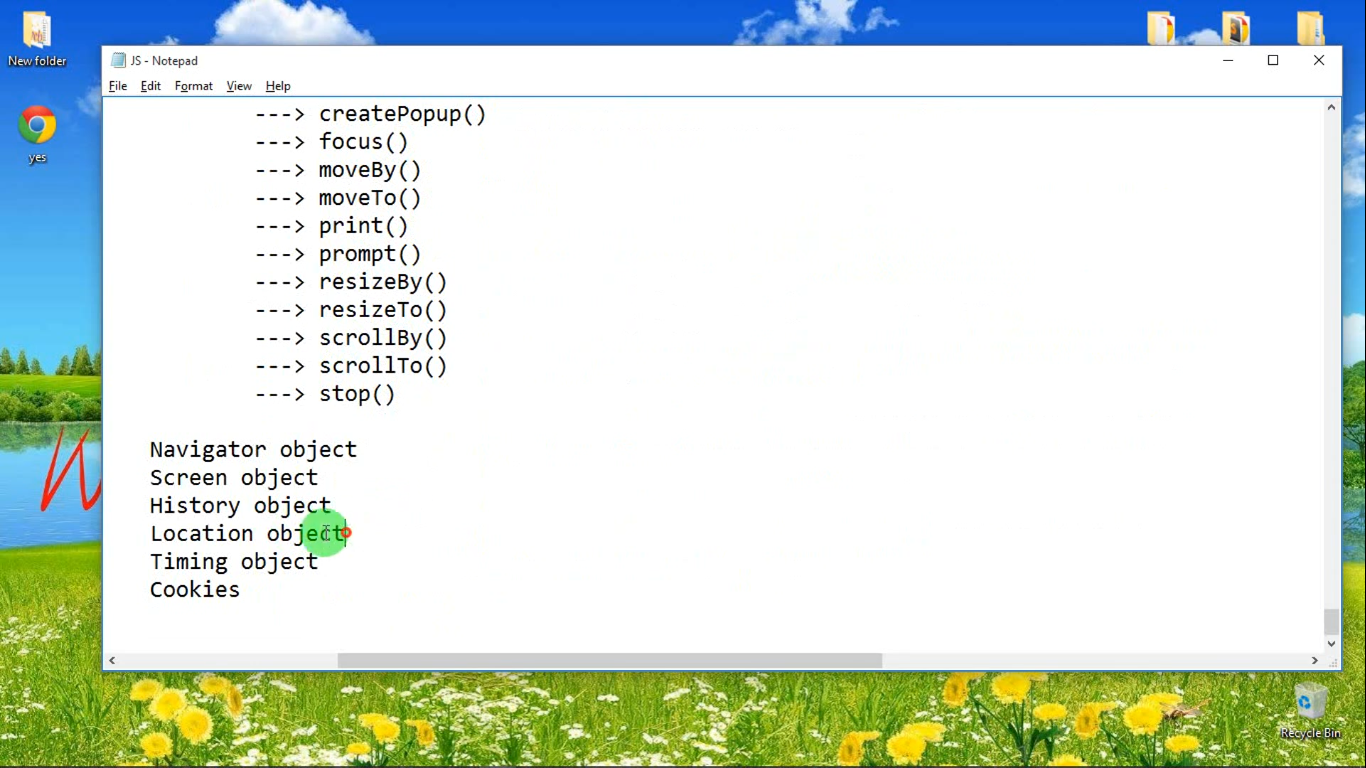 New folder
yes
JS - Notepad
File Edit Format View Help
---> createPopup()
---> focus()
---> moveBy()
---> moveTo()
---> print()
---> prompt()
---> resizeBy()
---> resizeTo()
---> scrollBy()
---> scrollTo()
---> stop()
Navigator object
Screen object
History object
Location object
Timing object
Cookies
Recycle Bin